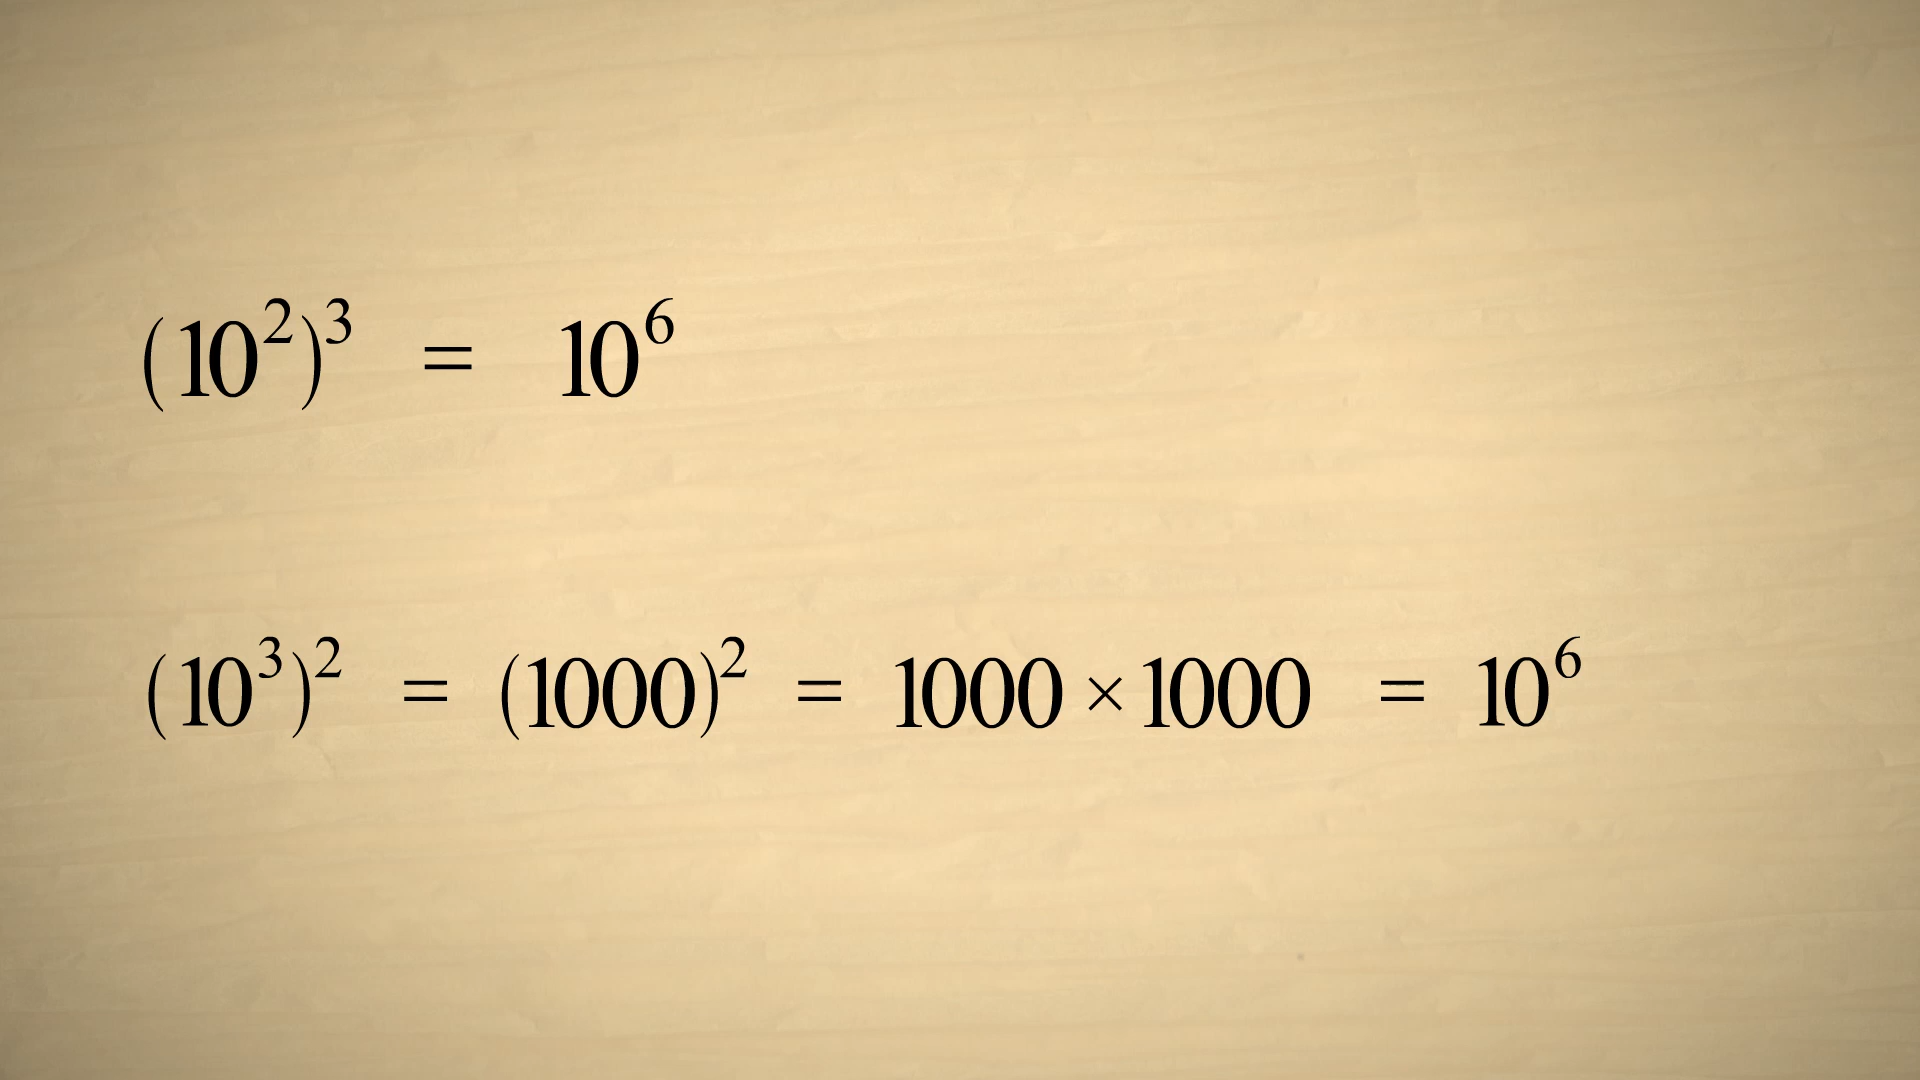 (10²)³ = 10⁶
(10³)² = (1000)² = 1000 × 1000 = 10⁶